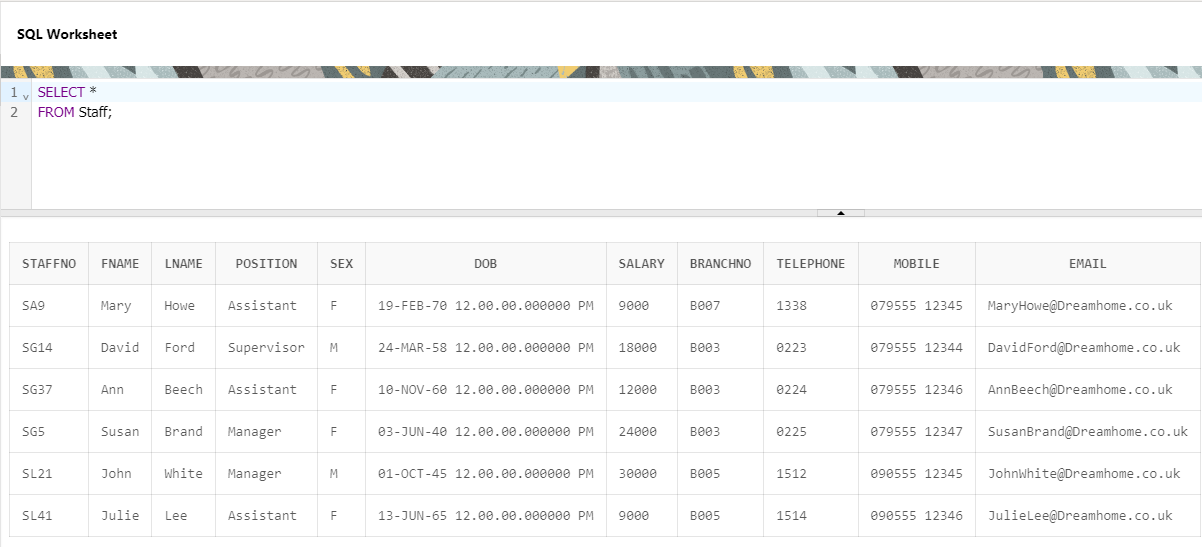 SQL Worksheet
1 SELECT *
2 FROM Staff;
STAFFNO FNAME LNAME POSITION SEX DOB SALARY BRANCHNO TELEPHONE MOBILE EMAIL
SA9 Mary Howe Assistant F 19-FEB-70 12.00.00.000000 PM 9000 B007 1338 079555 12345 MaryHowe@Dreamhome.co.uk
SG14 David Ford Supervisor M 24-MAR-58 12.00.00.000000 PM 18000 B003 0223 079555 12344 DavidFord@Dreamhome.co.uk
SG37 Ann Beech Assistant F 10-NOV-60 12.00.00.000000 PM 12000 B003 0224 079555 12346 AnnBeech@Dreamhome.co.uk
SG5 Susan Brand Manager F 03-JUN-40 12.00.00.000000 PM 24000 B003 0225 079555 12347 SusanBrand@Dreamhome.co.uk
SL21 John White Manager M 01-OCT-45 12.00.00.000000 PM 30000 B005 1512 090555 12345 JohnWhite@Dreamhome.co.uk
SL41 Julie Lee Assistant F 13-JUN-65 12.00.00.000000 PM 9000 B005 1514 090555 12346 JulieLee@Dreamhome.co.uk